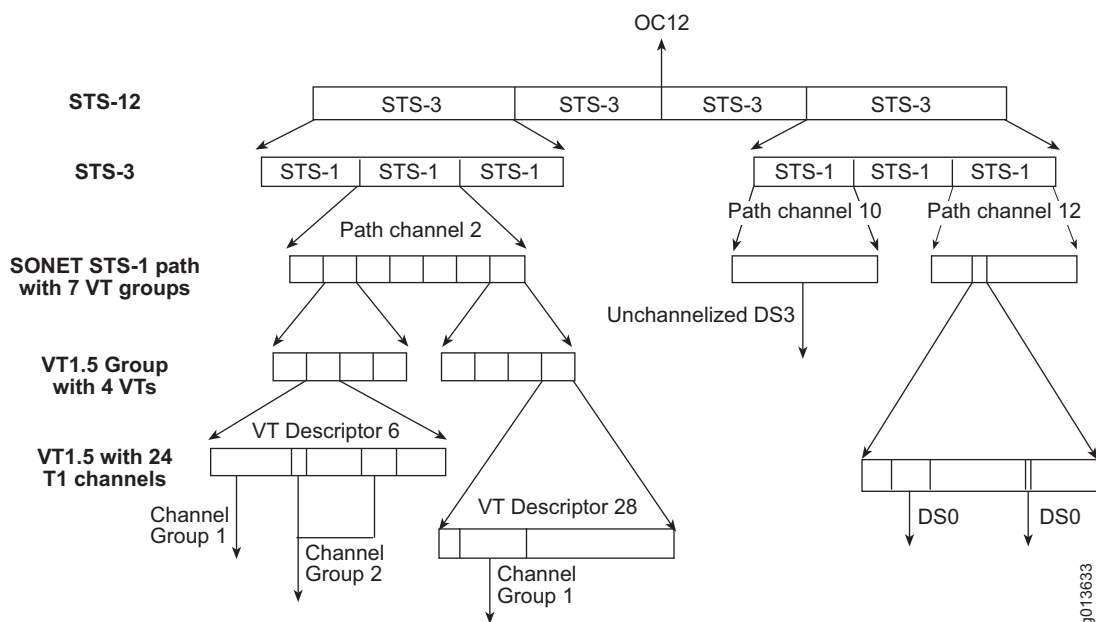 OC12
STS-12
STS-3 STS-3 STS-3 STS-3
STS-3
STS-1 STS-1 STS-1
STS-1 STS-1 STS-1
Path channel 2
Path channel 10
Path channel 12
SONET STS-1 path
with 7 VT groups
Unchannelized DS3
VT1.5 Group
with 4 VTs
VT Descriptor 6
VT1.5 with 24
T1 channels
VT Descriptor 28
Channel
Group 1
Channel
Group 2
Channel
Group 1
DS0
DS0
g013633